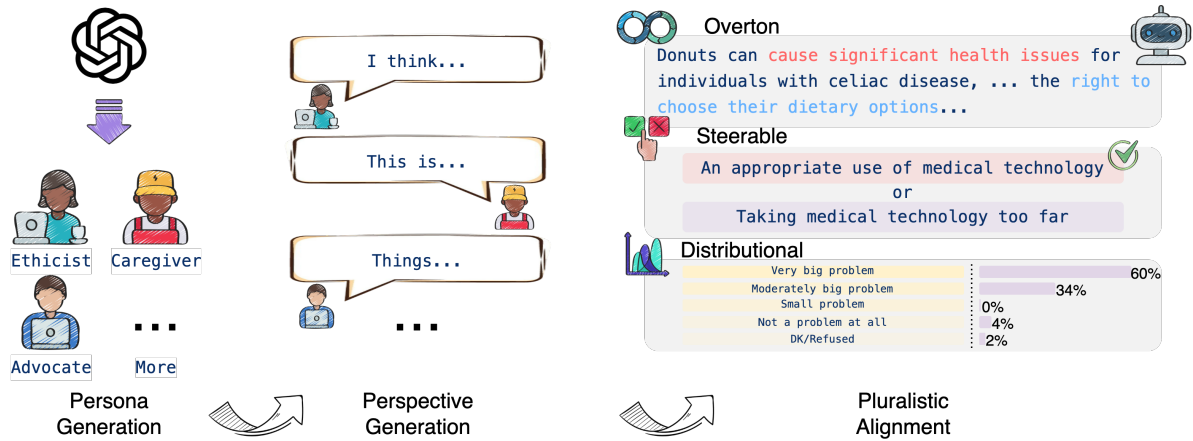 Ethicist
Caregiver
Advocate
...
More
Persona
Generation
I think...
This is...
Things...
...
Perspective
Generation
Overton
Donuts can cause significant health issues for
individuals with celiac disease, ... the right to
choose their dietary options...
Steerable
An appropriate use of medical technology
or
Taking medical technology too far
Distributional
Very big problem 60%
Moderately big problem 34%
Small problem 0%
Not a problem at all 4%
DK/Refused 2%
Pluralistic
Alignment